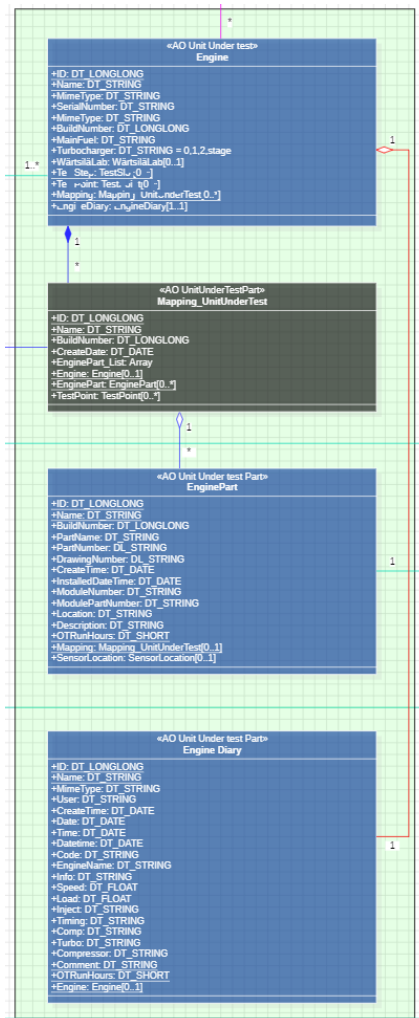 *
«AO Unit Under test»
Engine
+ID: DT_LONGLONG
+Name: DT_STRING
+MimeType: DT_STRING
+SerialNumber: DT_STRING
+MimeType: DT_STRING
+BuildNumber: DT_LONGLONG
+MainFuel: DT_STRING
+Turbocharger: DT_STRING = 0,1,2,stage
+WärtsiläLab: WärtsiläLab[0..1]
+Mapping: Mapping_UnitUnderTest[0..*]
EngineDiary[1..1]
1
1..*
1
*
«AO UnitUnderTestPart»
Mapping_UnitUnderTest
+ID: DT_LONGLONG
+Name: DT_STRING
+BuildNumber: DT_LONGLONG
+CreateDate: DT_DATE
+EnginePart_List: Array
+Engine: Engine[0..1]
+EnginePart: EnginePart[0..*]
+TestPoint: TestPoint[0..*]
1
*
«AO Unit Under test Part»
EnginePart
+ID: DT_LONGLONG
+Name: DT_STRING
+BuildNumber: DT_LONGLONG
+PartName: DT_STRING
+PartNumber: DL_STRING
+DrawingNumber: DL_STRING
+CreateTime: DT_DATE
+InstalledDateTime: DT_DATE
+ModuleNumber: DT_STRING
+ModulePartNumber: DT_STRING
+Location: DT_STRING
+Description: DT_STRING
+OTRunHours: DT_SHORT
+Mapping: Mapping_UnitUnderTest[0..1]
+SensorLocation: SensorLocation[0..1]
1
«AO Unit Under test Part»
Engine Diary
+ID: DT_LONGLONG
+Name: DT_STRING
+MimeType: DT_STRING
+User: DT_STRING
+CreateTime: DT_DATE
+Date: DT_DATE
+Time: DT_DATE
+Datetime: DT_DATE
+Code: DT_STRING
+EngineName: DT_STRING
+Info: DT_STRING
+Speed: DT_FLOAT
+Load: DT_FLOAT
+Inject: DT_STRING
+Timing: DT_STRING
+Comp: DT_STRING
+Turbo: DT_STRING
+Compressor: DT_STRING
+Comment: DT_STRING
+OTRunHours: DT_SHORT
+Engine: Engine[0..1]
1